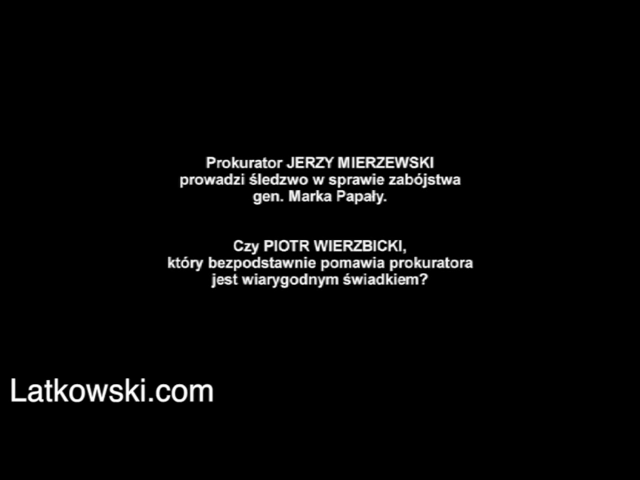 Prokurator JERZY MIERZEWSKI
prowadzi śledzwo w sprawie zabójstwa
gen. Marka Papały.
Czy PIOTR WIERZBICKI,
który bezpodstawnie pomawia prokuratora
jest wiarygodnym świadkiem?
Latkowski.com